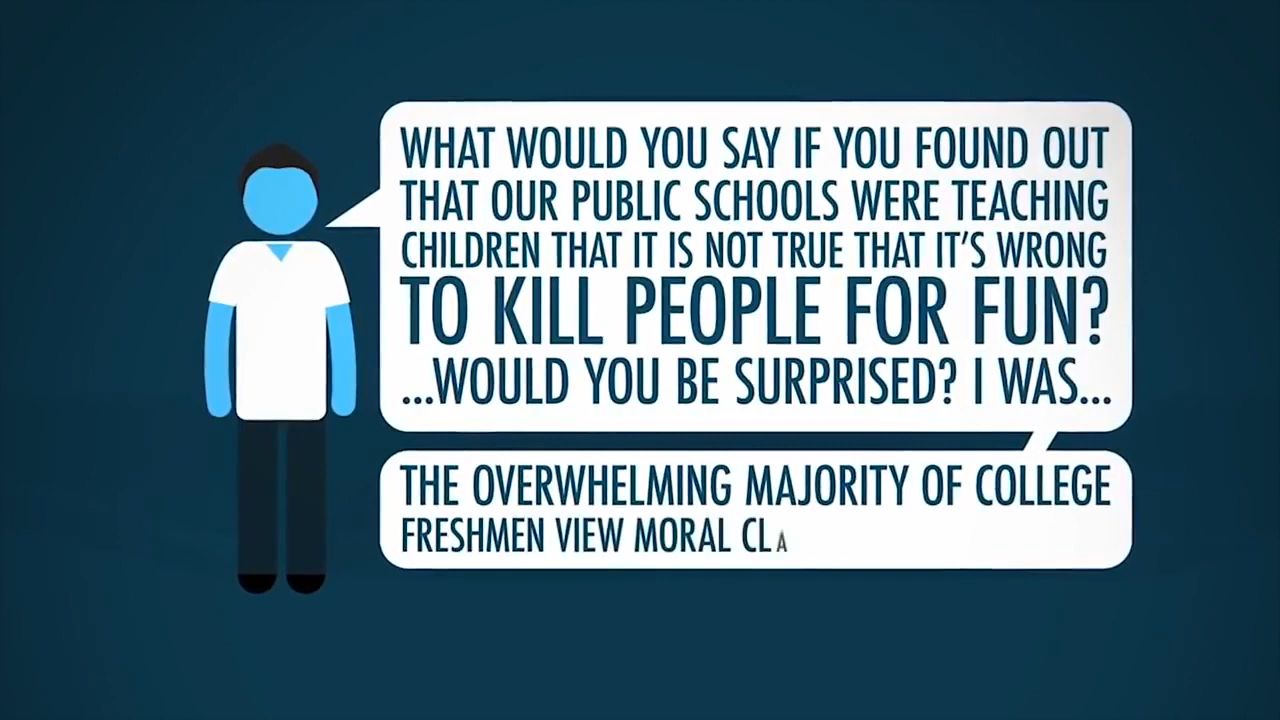 WHAT WOULD YOU SAY IF YOU FOUND OUT
THAT OUR PUBLIC SCHOOLS WERE TEACHING
CHILDREN THAT IT IS NOT TRUE THAT IT'S WRONG
TO KILL PEOPLE FOR FUN?
...WOULD YOU BE SURPRISED? I WAS...
THE OVERWHELMING MAJORITY OF COLLEGE
FRESHMEN VIEW MORAL CLA